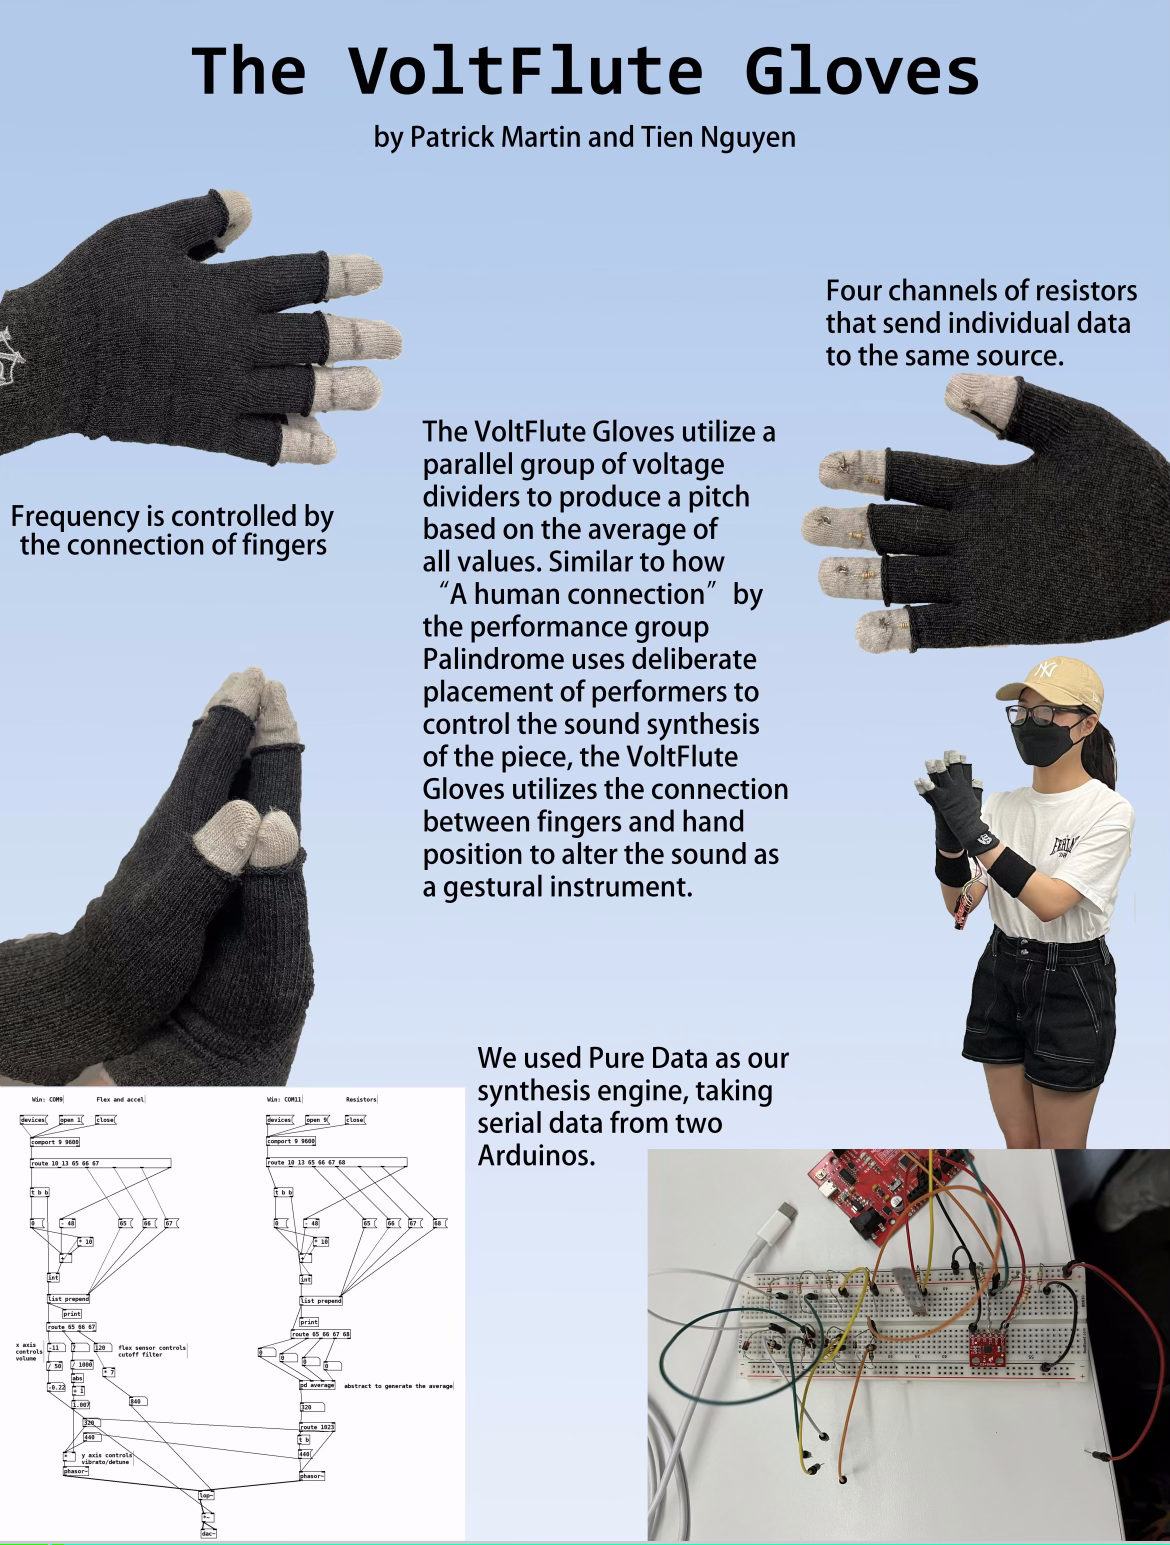 The VoltFlute Gloves
by Patrick Martin and Tien Nguyen
Four channels of resistors
that send individual data
to the same source.
The VoltFlute Gloves utilize a
parallel group of voltage
dividers to produce a pitch
based on the average of
all values. Similar to how
“A human connection” by
the performance group
Palindrome uses deliberate
placement of performers to
control the sound synthesis
of the piece, the VoltFlute
Gloves utilizes the connection
between fingers and hand
position to alter the sound as
a gestural instrument.
Frequency is controlled by
the connection of fingers
NY
We used Pure Data as our
synthesis engine, taking
serial data from two
Arduinos.
Win: COM9 Flex and accel
devices open 1 close
comport 9 9600
route 10 13 65 66 67
t b b
0 - 48 65 66 67
* 10
+
int
list prepend
print
route 65 66 67
x axis
controls
volume
-11 7 120
flex sensor controls
cutoff filter
/ 50 / 1000 * 7
abs
-0.22 + 1
1.007 840
320
440
y axis controls
vibrato/detune
phasor~
Win: COM11 Resistors
devices open 9 close
comport 9 9600
route 10 13 65 66 67 68
t b b
0 - 48 65 66 67 68
* 10
+
int
list prepend
print
route 65 66 67 68
0 0 0 0
pd average abstract to generate the average
320
route 1023
t b
440
phasor~
lop~
*~
dac~